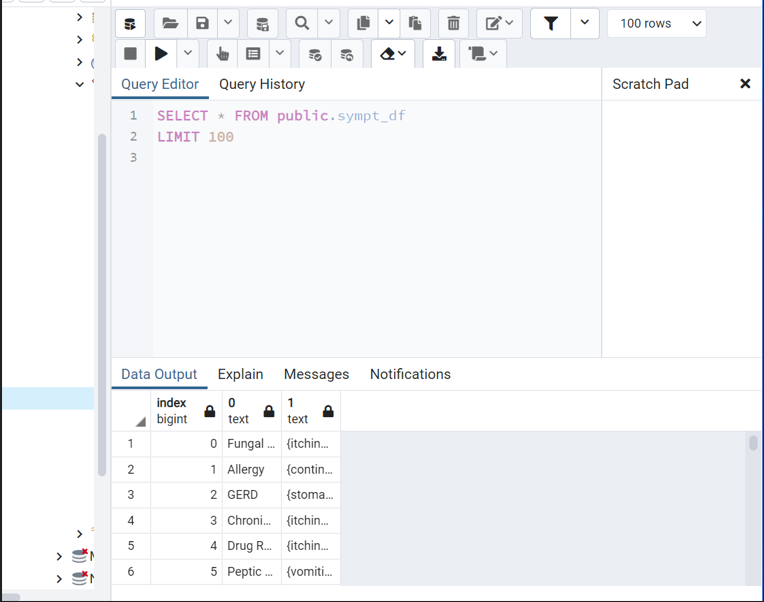 100 rows
Query Editor Query History Scratch Pad
1 SELECT * FROM public.sympt_df
2 LIMIT 100
3
Data Output Explain Messages Notifications
index 0 1
bigint text text
1 0 Fungal ... {itchin...
2 1 Allergy {contin...
3 2 GERD {stoma...
4 3 Chroni... {itchin...
5 4 Drug R... {itchin...
6 5 Peptic ... {vomiti...